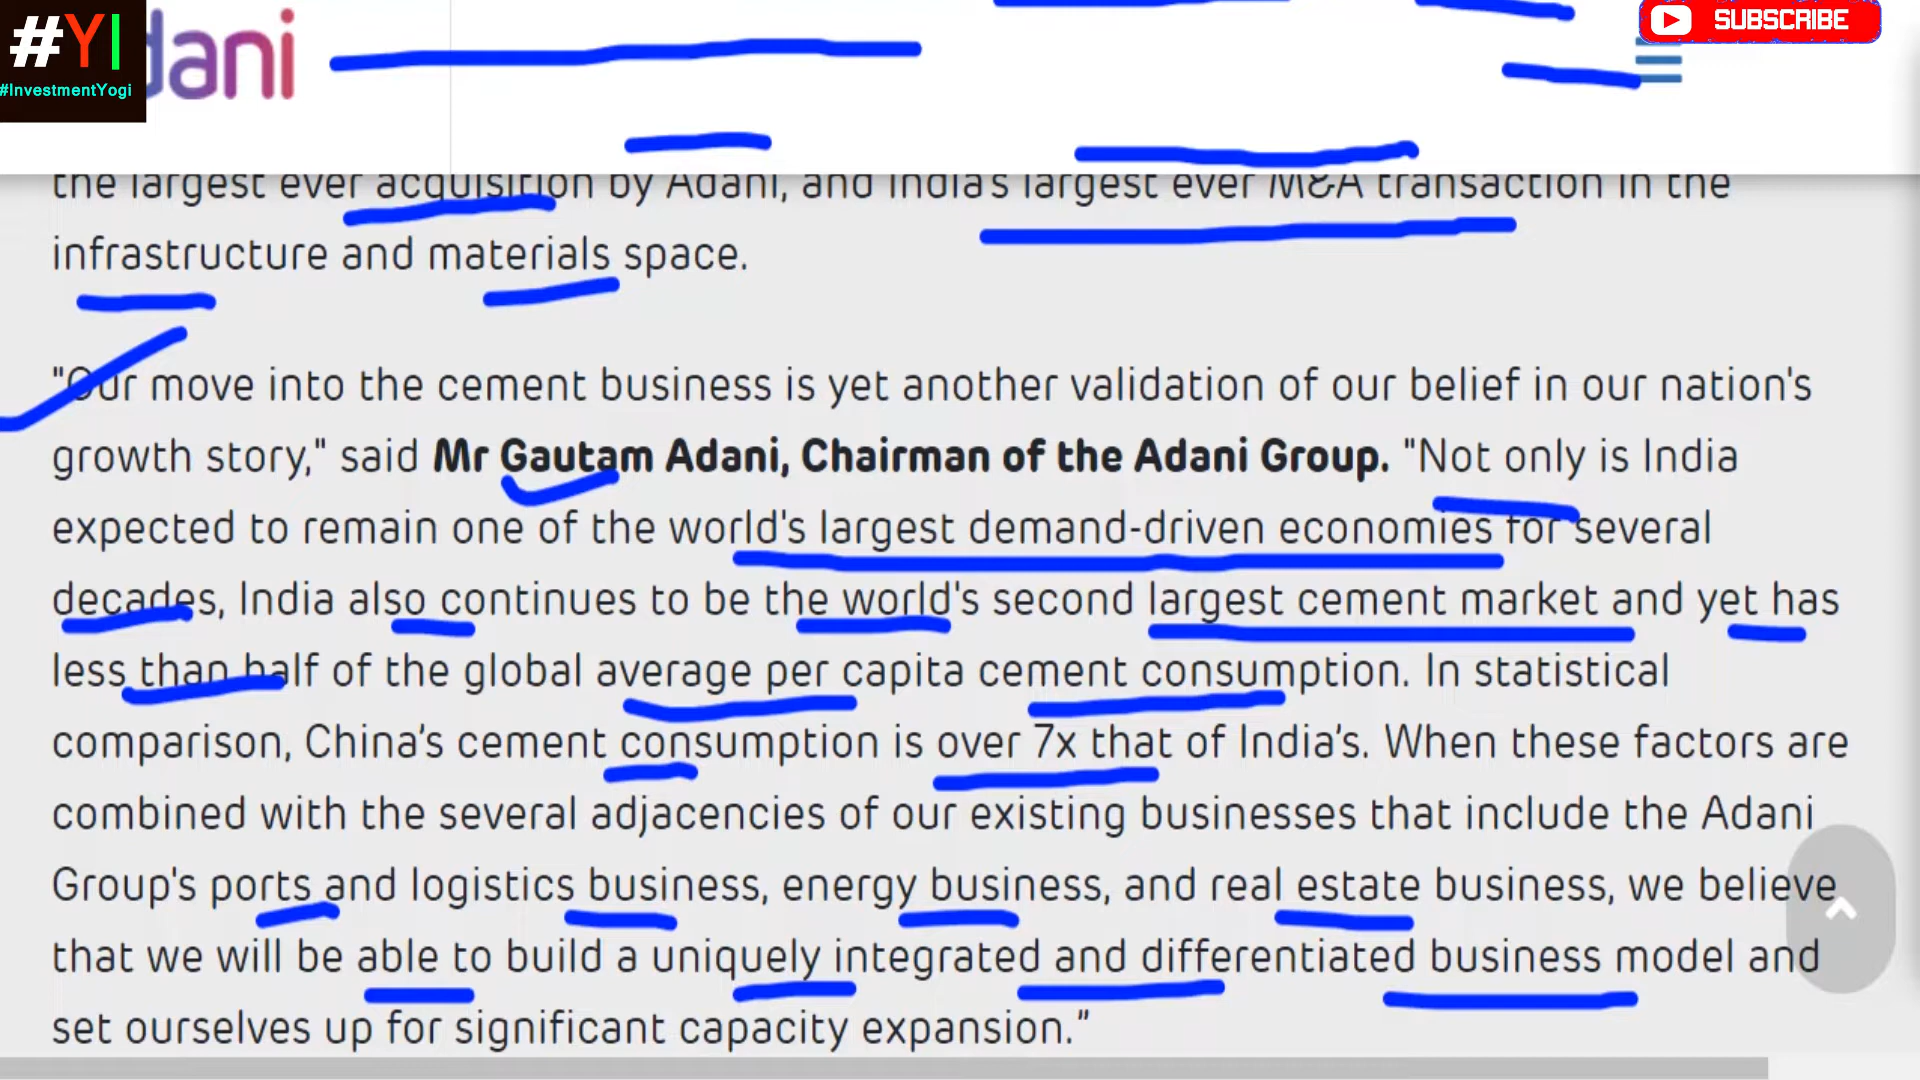 #YI
#InvestmentYogi
dani
SUBSCRIBE
the largest ever acquisition by Adani, and India's largest ever M&A transaction in the
infrastructure and materials space.
"Our move into the cement business is yet another validation of our belief in our nation's
growth story," said Mr Gautam Adani, Chairman of the Adani Group. "Not only is India
expected to remain one of the world's largest demand-driven economies for several
decades, India also continues to be the world's second largest cement market and yet has
less than half of the global average per capita cement consumption. In statistical
comparison, China’s cement consumption is over 7x that of India’s. When these factors are
combined with the several adjacencies of our existing businesses that include the Adani
Group's ports and logistics business, energy business, and real estate business, we believe
that we will be able to build a uniquely integrated and differentiated business model and
set ourselves up for significant capacity expansion.”